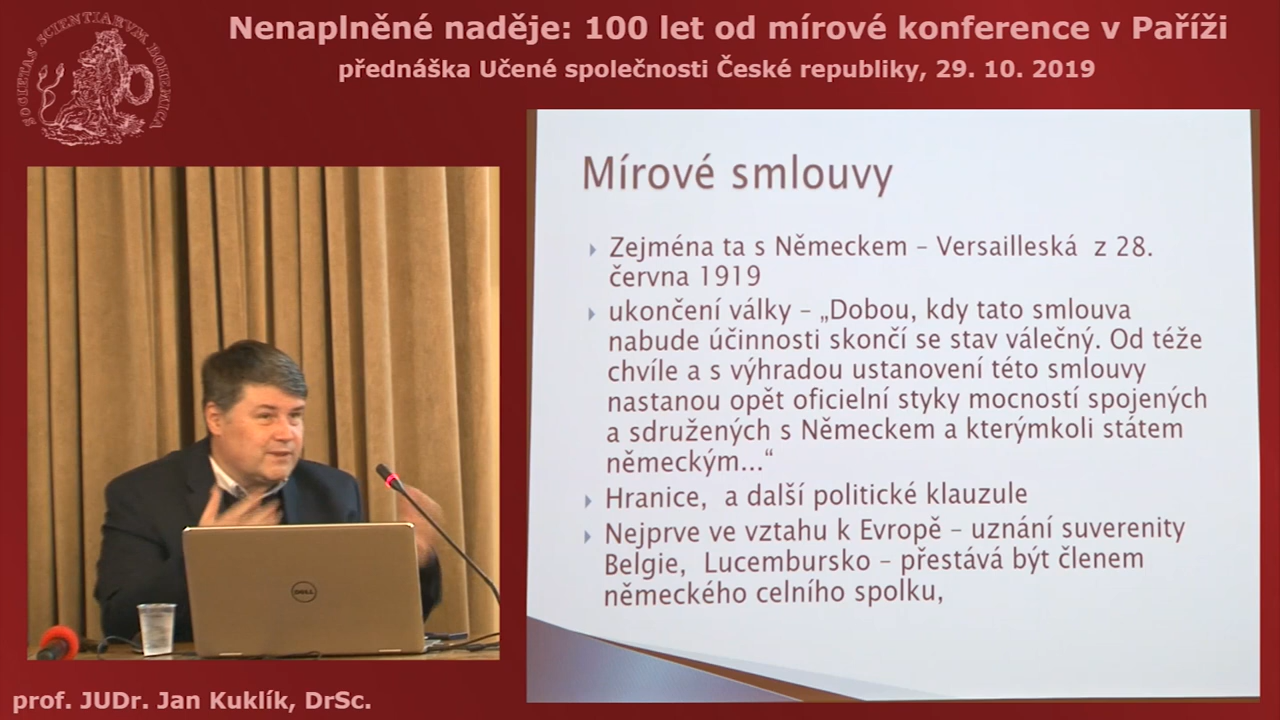 Nenaplněné naděje: 100 let od mírové konference v Paříži
přednáška Učené společnosti České republiky, 29. 10. 2019
SOCIETAS SCIENTIARVM BOHEMICA
Mírové smlouvy
Zejména ta s Německem – Versailleská z 28.
června 1919
ukončení války – „Dobou, kdy tato smlouva
nabude účinnosti skončí se stav válečný. Od téže
chvíle a s výhradou ustanovení této smlouvy
nastanou opět oficielní styky mocností spojených
a sdružených s Německem a kterýmkoli státem
německým...“
Hranice, a další politické klauzule
Nejprve ve vztahu k Evropě – uznání suverenity
Belgie, Lucembursko – přestává být členem
německého celního spolku,
DELL
prof. JUDr. Jan Kuklík, DrSc.